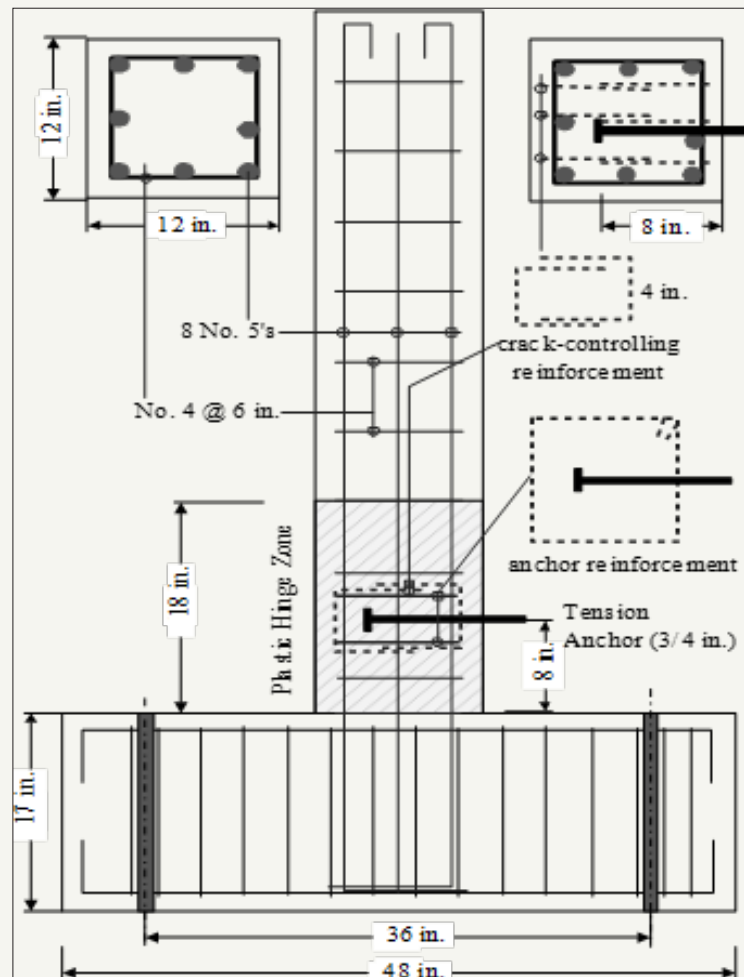 12 in.
12 in.
8 in.
4 in.
8 No. 5's
crack-controlling
reinforcement
No. 4 @ 6 in.
anchor reinforcement
18 in.
Plastic Hinge Zone
Tension
Anchor (3/4 in.)
8 in.
17 in.
36 in.
48 in.